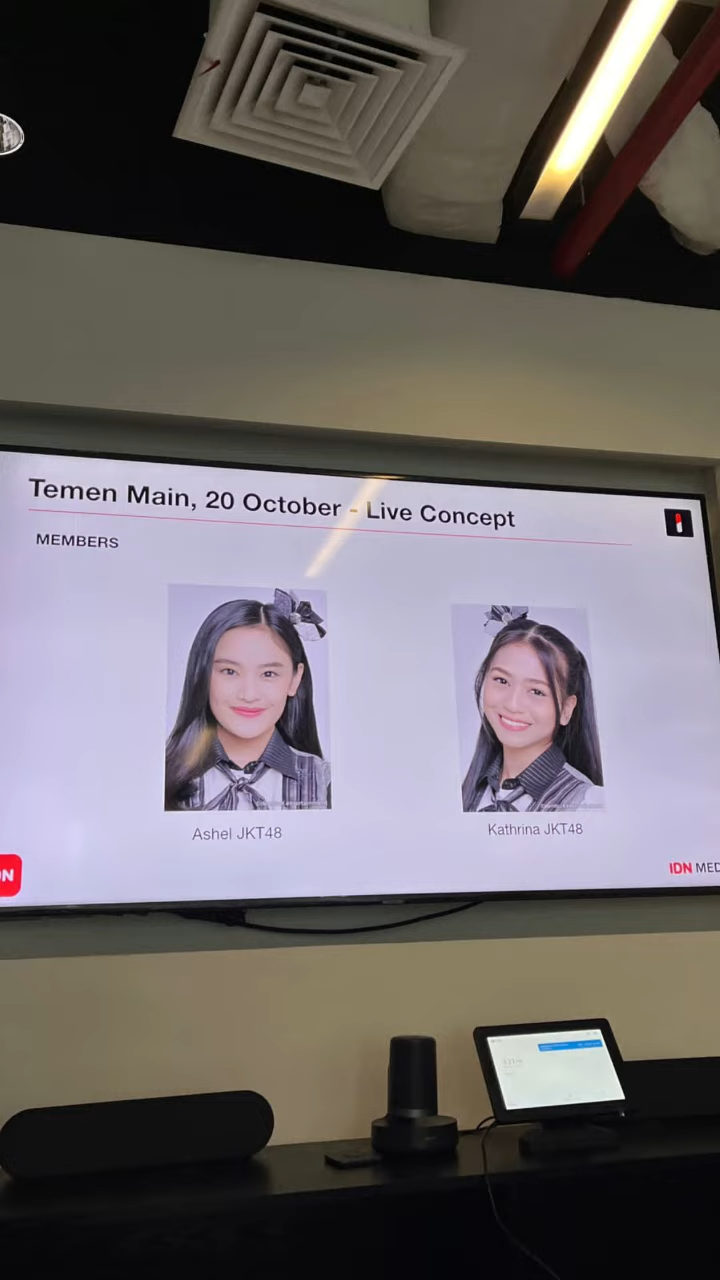 Temen Main, 20 October - Live Concept
MEMBERS
Ashel JKT48
Kathrina JKT48
IDN MED